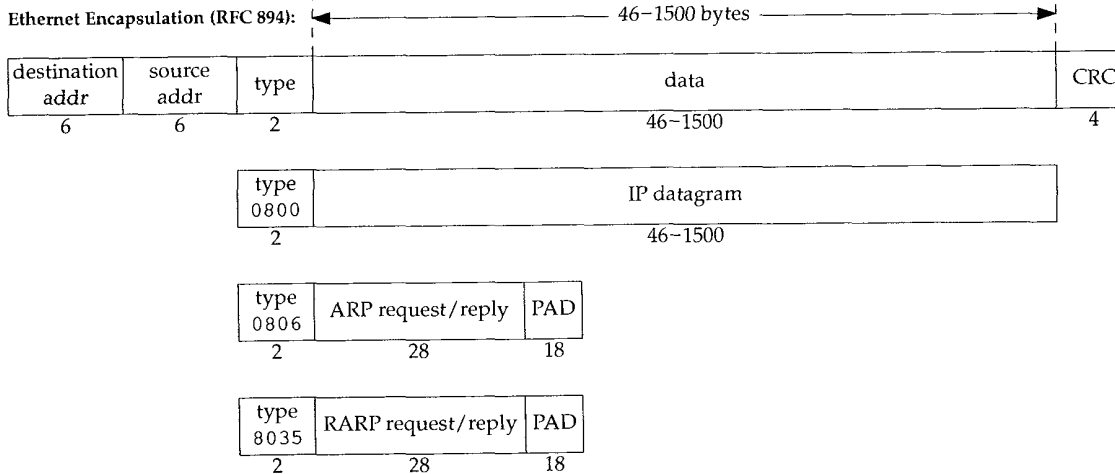 Ethernet Encapsulation (RFC 894):
46–1500 bytes
destination addr
source addr
type
data
CRC
6
6
2
46–1500
4
type 0800
IP datagram
2
46–1500
type 0806
ARP request/reply
PAD
2
28
18
type 8035
RARP request/reply
PAD
2
28
18